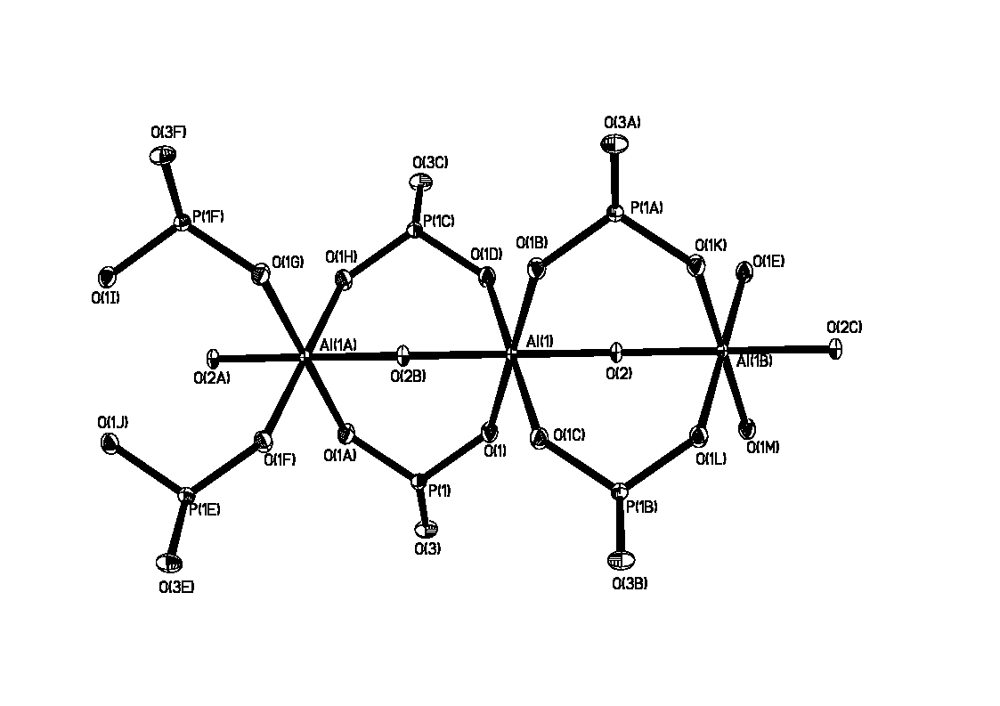 O(3A)
O(3F)
O(3C)
P(1F)
P(1C)
P(1A)
O(1G)
O(1H)
O(1D)
O(1B)
O(1K)
O(1E)
O(1I)
Al(1A)
Al(1)
Al(1B)
O(2C)
O(2A)
O(2B)
O(2)
O(1J)
O(1F)
O(1A)
O(1)
O(1C)
O(1L)
O(1M)
P(1E)
P(1)
P(1B)
O(3)
O(3E)
O(3B)